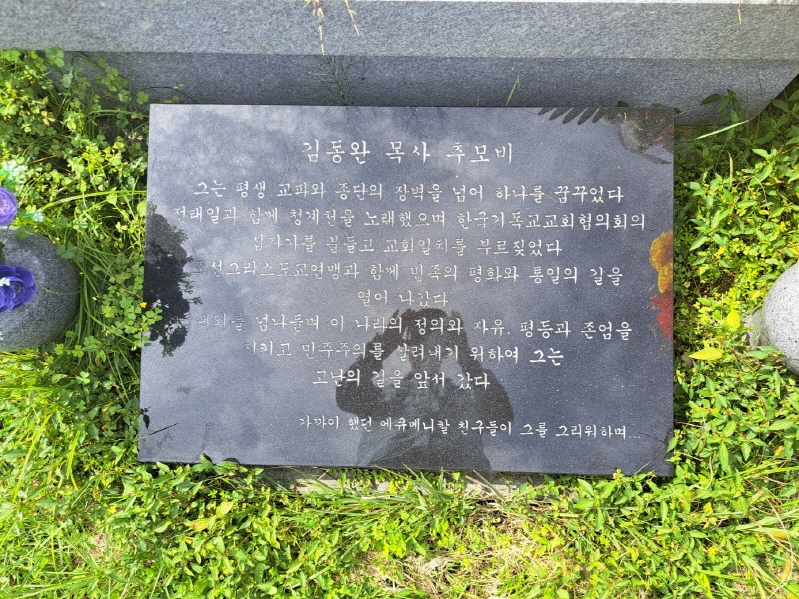 김동완 목사 추모비
그는 평생 교파와 종단의 장벽을 넘어 하나를 꿈꾸었다
전태일과 함께 청계천을 노래했으며 한국기독교교회협의회의
십자가를 붙들고 교회일치를 부르짖었다
조선그리스도교연맹과 함께 민족의 평화와 통일의 길을
열어 나갔다
넘나들며 이 나라의 정의와 자유, 평등과 존엄을
지키고 민주주의를 살려내기 위하여 그는
고난의 길을 앞서 갔다
가까이 했던 에큐메니칼 친구들이 그를 그리워하며...